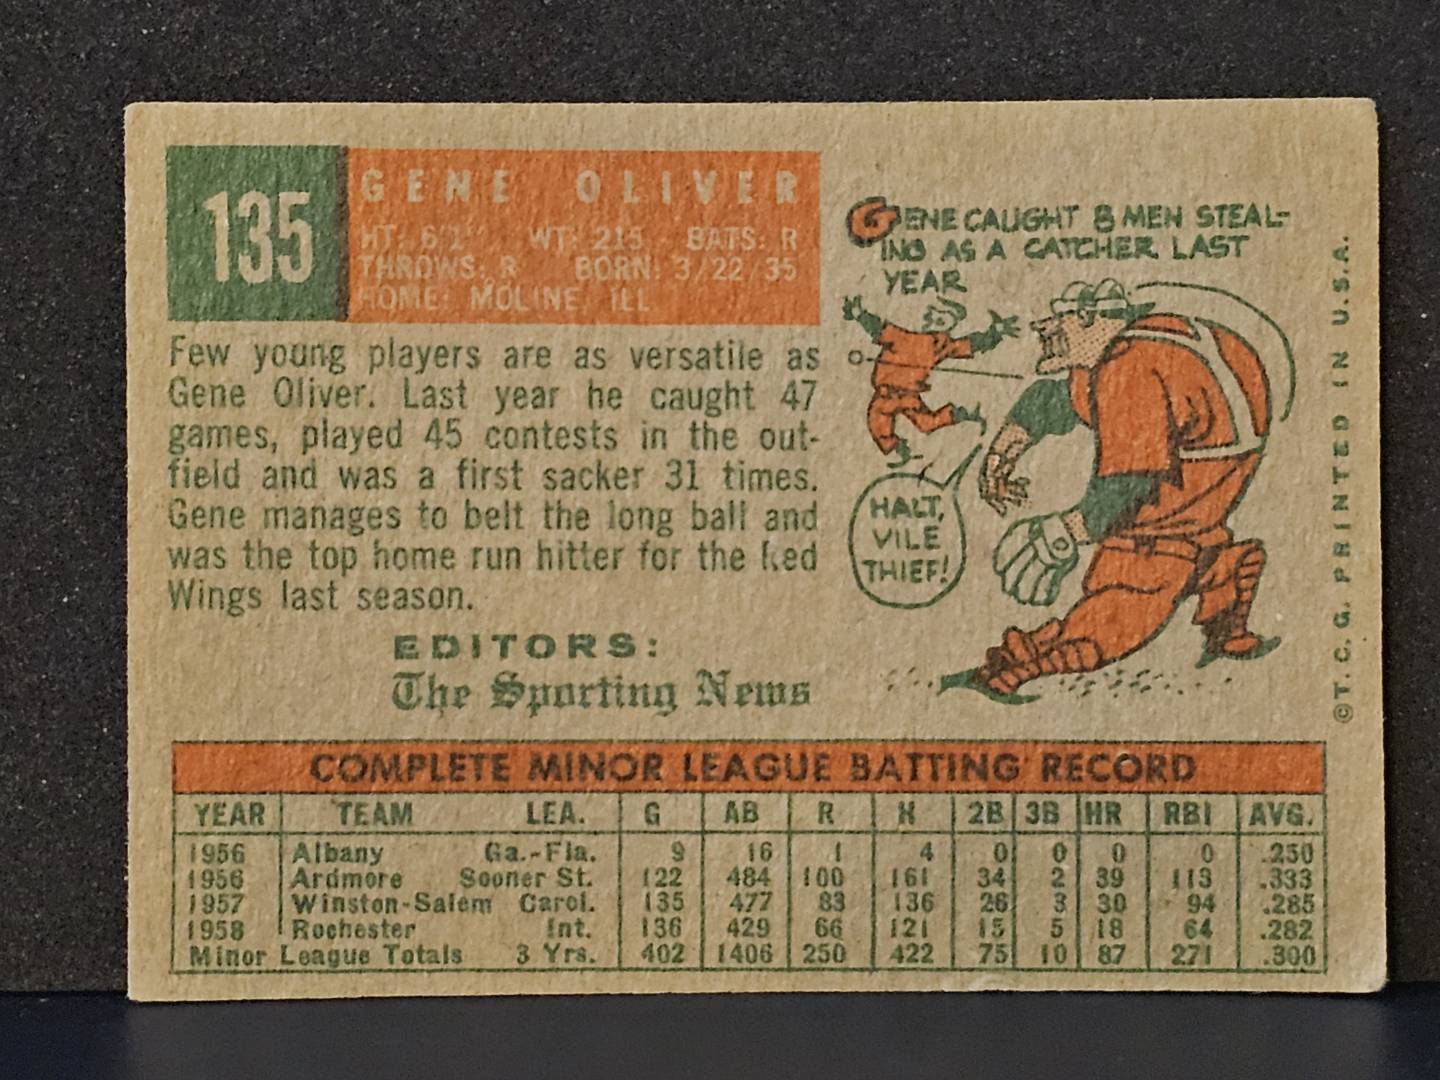 135
GENE OLIVER
HT: 6'1" WT: 215 BATS: R
THROWS: R BORN: 3/22/35
HOME: MOLINE, ILL
Few young players are as versatile as
Gene Oliver. Last year he caught 47
games, played 45 contests in the out-
field and was a first sacker 31 times.
Gene manages to belt the long ball and
was the top home run hitter for the Red
Wings last season.
EDITORS:
The Sporting News
GENE CAUGHT 8 MEN STEAL-
ING AS A CATCHER LAST
YEAR
HALT,
VILE
THIEF!
©T.C.G. PRINTED IN U.S.A.
COMPLETE MINOR LEAGUE BATTING RECORD
YEAR TEAM LEA. G AB R H 2B 3B HR RBI AVG.
1956 Albany Ga.-Fla. 9 16 1 4 0 0 0 0 .250
1956 Ardmore Sooner St. 122 484 100 161 34 2 39 113 .333
1957 Winston-Salem Carol. 135 477 83 136 26 3 30 94 .285
1958 Rochester Int. 136 429 66 121 15 5 18 64 .282
Minor League Totals 3 Yrs. 402 1406 250 422 75 10 87 271 .300